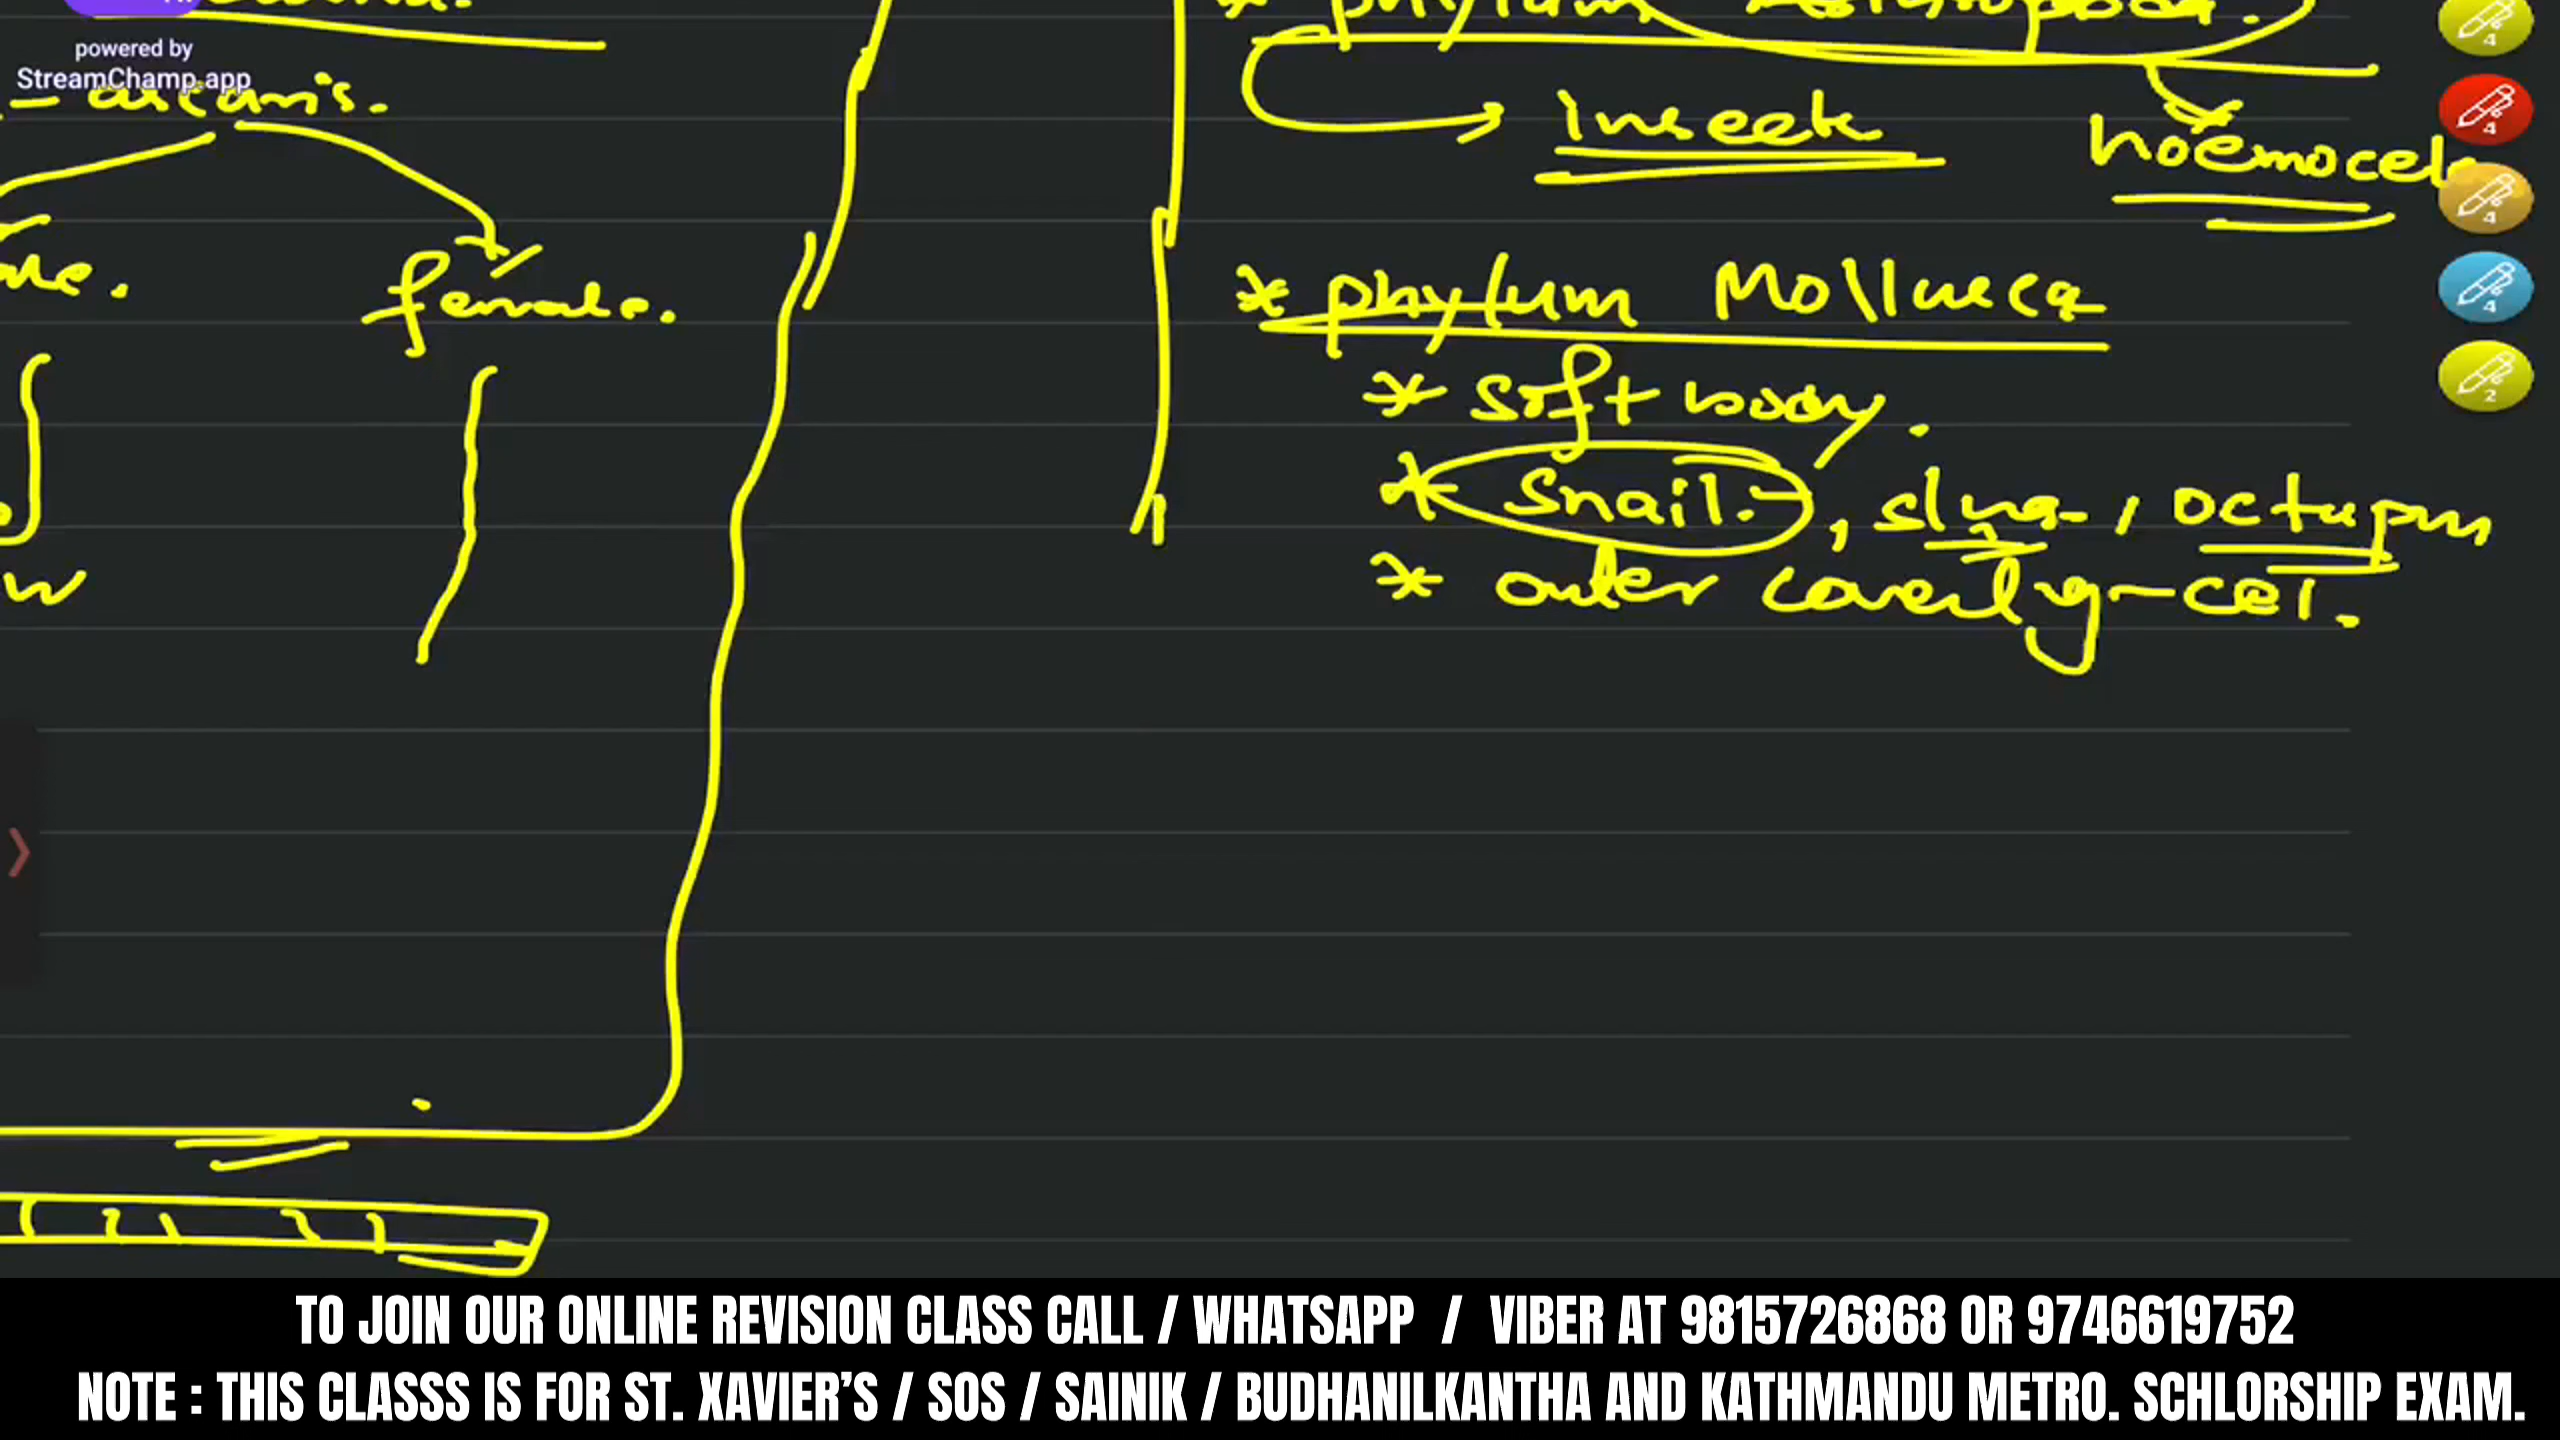 powered by
StreamChamp.app
ascaris.
female.
w
* phylum
insect
hoemocel
* phylum Mollusca
* soft body.
* Snail. , slug , octupus
* outer covering - cel.
TO JOIN OUR ONLINE REVISION CLASS CALL / WHATSAPP / VIBER AT 9815726868 OR 9746619752
NOTE : THIS CLASSS IS FOR ST. XAVIER'S / SOS / SAINIK / BUDHANILKANTHA AND KATHMANDU METRO. SCHLORSHIP EXAM.